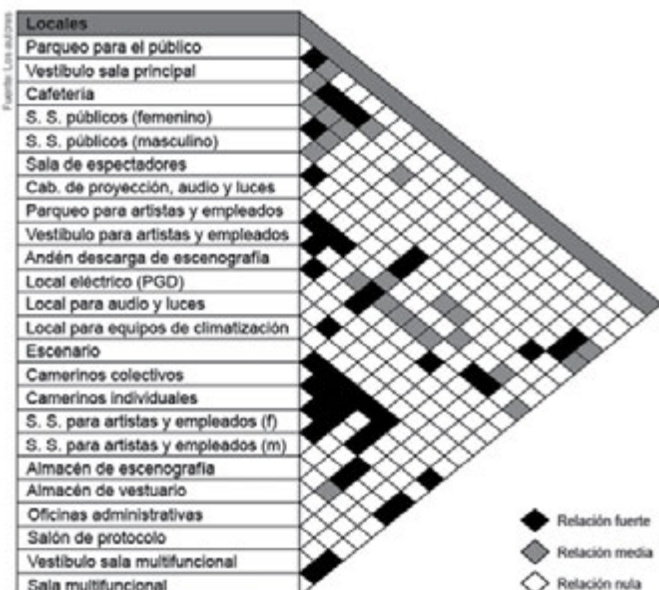 Fuente: Los autores
Locales
Parqueo para el público
Vestíbulo sala principal
Cafetería
S. S. públicos (femenino)
S. S. públicos (masculino)
Sala de espectadores
Cab. de proyección, audio y luces
Parqueo para artistas y empleados
Vestíbulo para artistas y empleados
Andén descarga de escenografía
Local eléctrico (PGD)
Local para audio y luces
Local para equipos de climatización
Escenario
Camerinos colectivos
Camerinos individuales
S. S. para artistas y empleados (f)
S. S. para artistas y empleados (m)
Almacén de escenografía
Almacén de vestuario
Oficinas administrativas
Salón de protocolo
Vestíbulo sala multifuncional
Sala multifuncional
Relación fuerte
Relación media
Relación nula